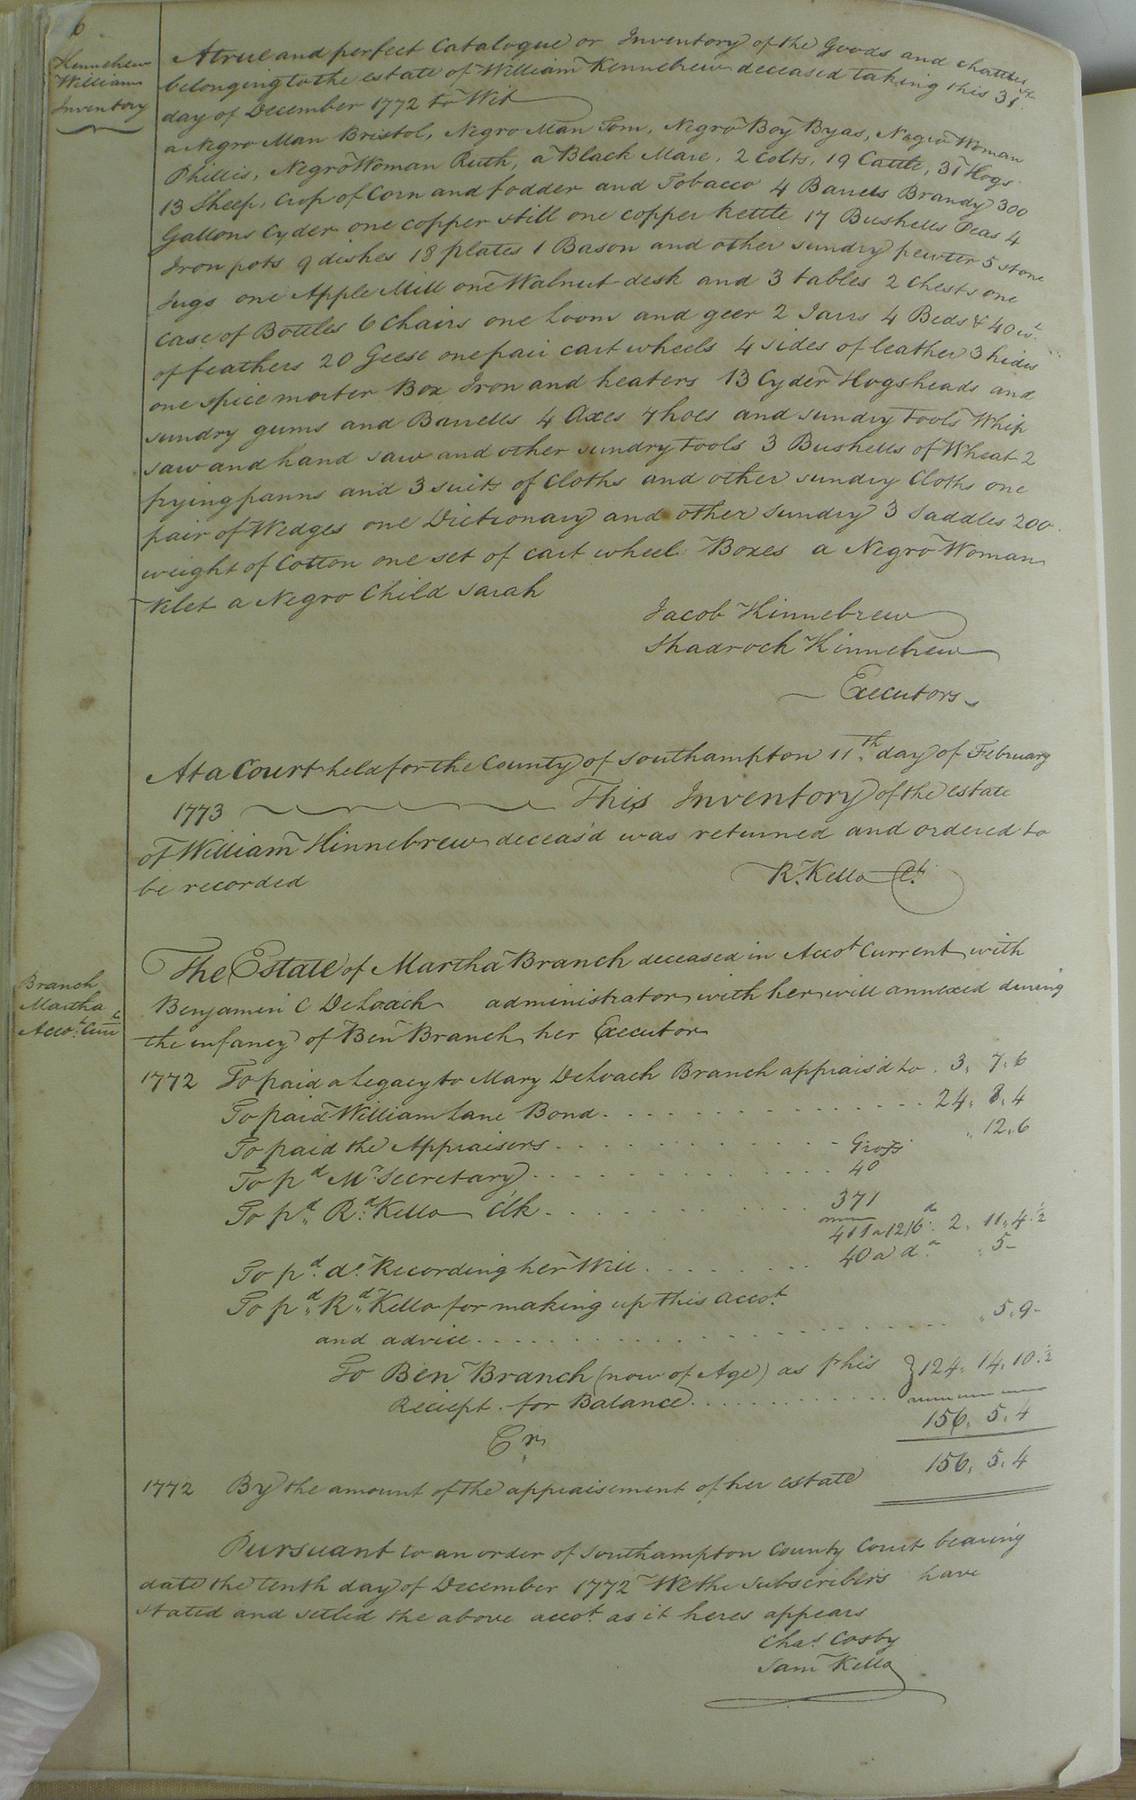 6
Kinnebrew
William
Inventory
A true and perfect Catalogue or Inventory of the Goods and chattles
belonging to the estate of William Kennebrew deceased taking this 31st
day of December 1772 to Wit
a Negro Man Bristol, Negro Man Tom, Negro Boy Byas, Negro Woman
Phillis, Negro Woman Ruth, a Black Mare, 2 Colts, 19 Cattle, 31 Hogs
13 Sheep, Crop of Corn and fodder and Tobacco 4 Barrels Brandy 300
Gallons Cyder one copper still one copper kettle 17 Bushells Peas 4
Iron pots 9 dishes 18 plates 1 Bason and other sundry pewter 5 stone
Jugs one Apple Mill one Walnut desk and 3 tables 2 Chests one
Case of Bottles 6 Chairs one Loom and geer 2 Jarrs 4 Beds & 40 wt
of feathers 20 Geese one pair cart wheels 4 sides of leather 3 hides
one spice morter Box Iron and heaters 13 Cyder Hogsheads and
sundry gums and Barrells 4 Axes 7 hoes and sundry tools Whip
saw and hand saw and other sundry tools 3 Bushells of Wheat 2
frying panns and 3 suits of Cloths and other sundry Cloths one
pair of Wedges one Dictionary and other sundry 3 Saddles 200
weight of Cotton one set of cart wheel Boxes a Negro Woman
a Negro Child Sarah
Jacob Kinnebrew
Shadrock Kinnebrew
Executors
At a Court held for the County of Southampton 11th day of February
1773 This Inventory of the estate
of William Kinnebrew deceas'd was returned and ordered to
be recorded
R. Kello Ct.
Branch
Martha
Acco.t Curr
The Estate of Martha Branch deceased in Acco.t Current with
Benjamin C DeLoach administrator with her will annexed during
the infancy of Ben Branch her Executor
1772 To paid a Legacy to Mary DeLoach Branch apprais'd to . 3. 7. 6
To paid William Lane Bond . . . 24. 8. 4
To paid the Appraisers . . . " 12. 6
Gross
To pd Mr Secretary . . . 40
To pd Rd Kello Clk . . . 371
411 a 12/6 2. 11. 4 1/2
To pd do Recording her Will . . . 40 a do " 5 -
To pd Rd Kello for making up this acco.t
and advice . . . " 5. 9 -
To Ben Branch (now of Age) as p his } 124. 14. 10 1/2
Reciept for Balance . . .
156. 5. 4
Cr
1772 By the amount of the appraisement of her estate 156. 5. 4
Pursuant to an order of Southampton County Court bearing
date the tenth day of December 1772 We the subscribers have
stated and settled the above acco.t as it heres appears
Chas. Cosby
Sam Kello